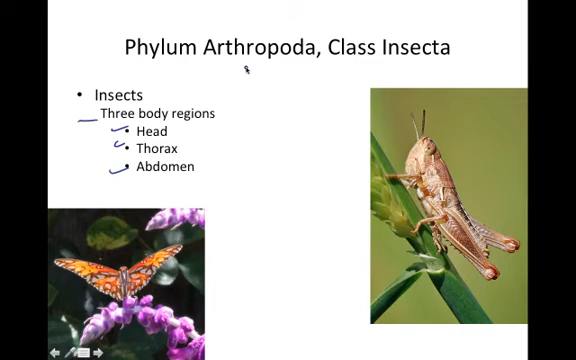 Phylum Arthropoda, Class Insecta
• Insects
Three body regions
• Head
• Thorax
• Abdomen